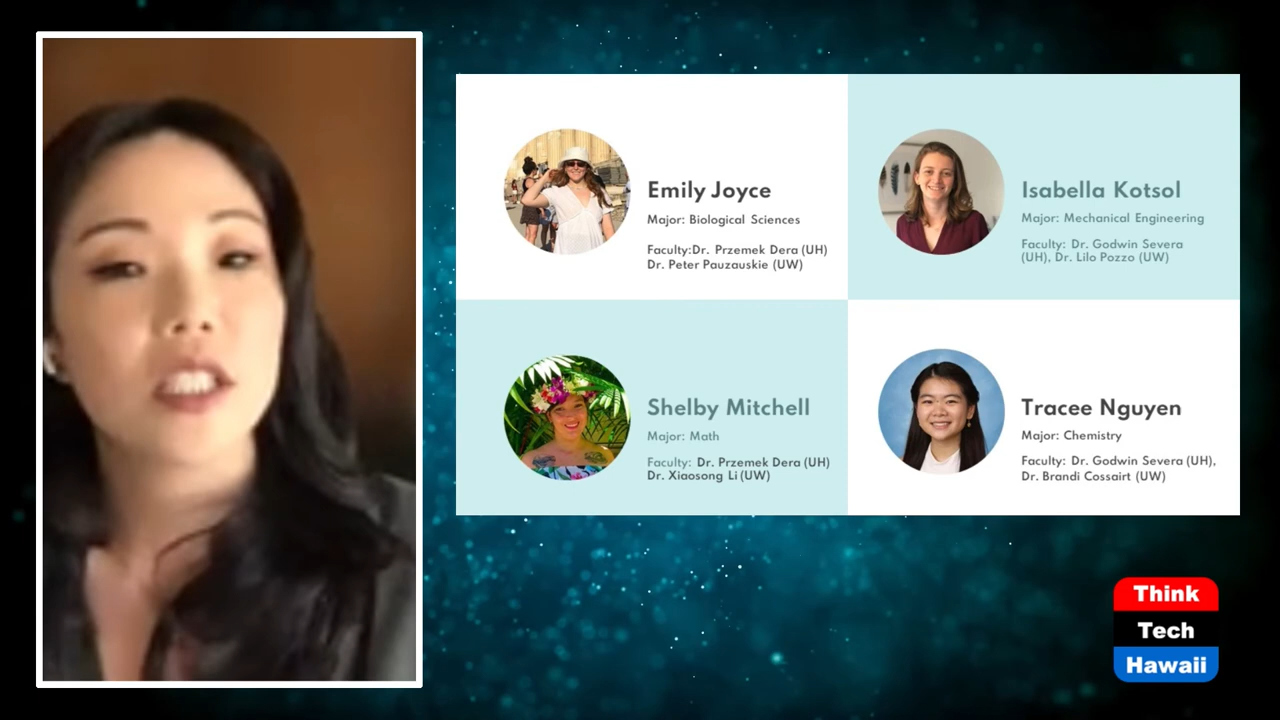 Emily Joyce
Major: Biological Sciences
Faculty:Dr. Przemek Dera (UH)
Dr. Peter Pauzauskie (UW)
Isabella Kotsol
Major: Mechanical Engineering
Faculty: Dr. Godwin Severa
(UH), Dr. Lilo Pozzo (UW)
Shelby Mitchell
Major: Math
Faculty: Dr. Przemek Dera (UH)
Dr. Xiaosong Li (UW)
Tracee Nguyen
Major: Chemistry
Faculty: Dr. Godwin Severa (UH),
Dr. Brandi Cossairt (UW)
Think
Tech
Hawaii